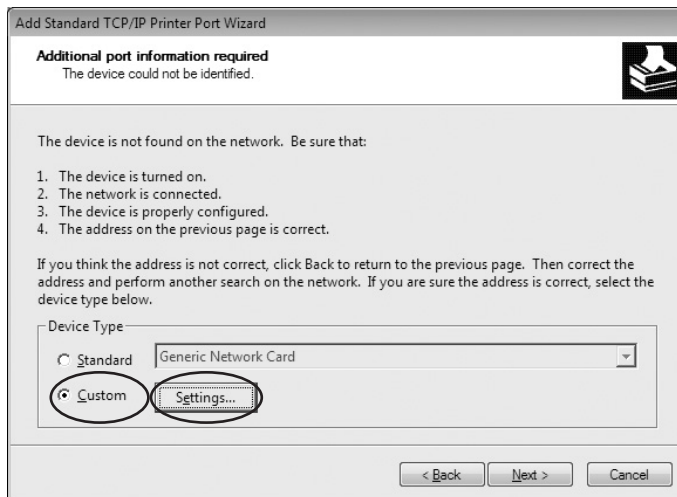 Add Standard TCP/IP Printer Port Wizard
Additional port information required
The device could not be identified.
The device is not found on the network.  Be sure that:
1.  The device is turned on.
2.  The network is connected.
3.  The device is properly configured.
4.  The address on the previous page is correct.
If you think the address is not correct, click Back to return to the previous page.  Then correct the
address and perform another search on the network.  If you are sure the address is correct, select the
device type below.
Device Type
Standard
Generic Network Card
Custom
Settings...
< Back
Next >
Cancel